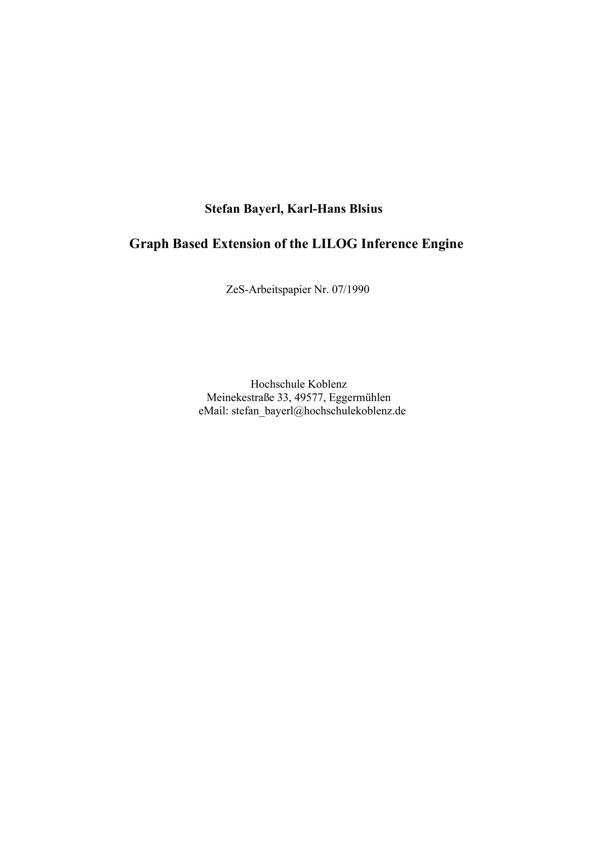 Stefan Bayerl, Karl-Hans Blsius
Graph Based Extension of the LILOG Inference Engine
ZeS-Arbeitspapier Nr. 07/1990
Hochschule Koblenz
Meinekestraße 33, 49577, Eggermühlen
eMail: stefan_bayerl@hochschulekoblenz.de